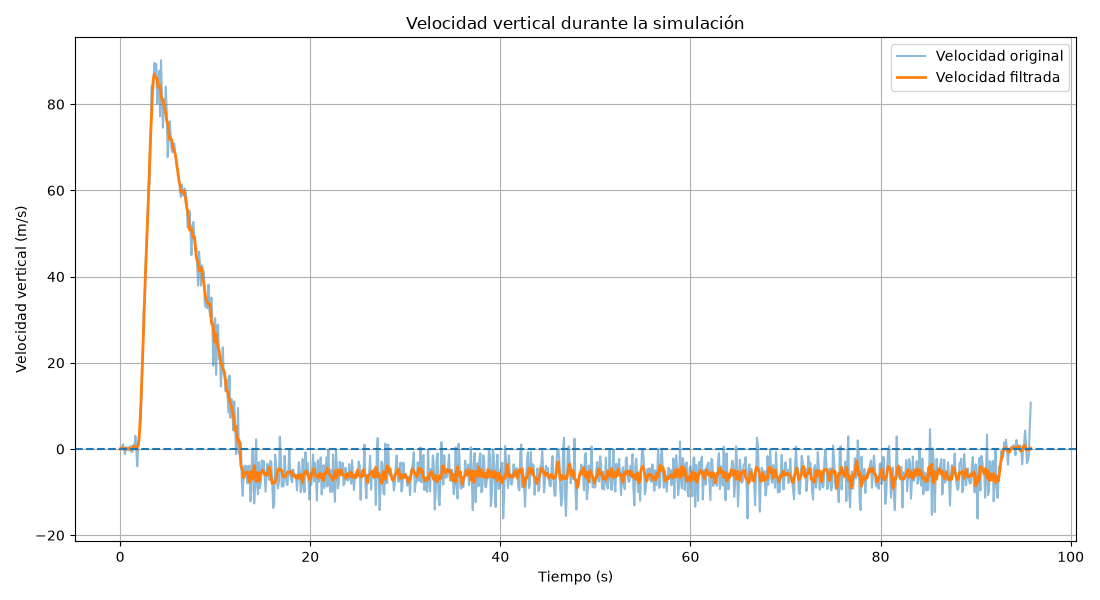 Velocidad vertical durante la simulación
Velocidad original
Velocidad filtrada
Velocidad vertical (m/s)
80
60
40
20
0
−20
0 20 40 60 80 100
Tiempo (s)